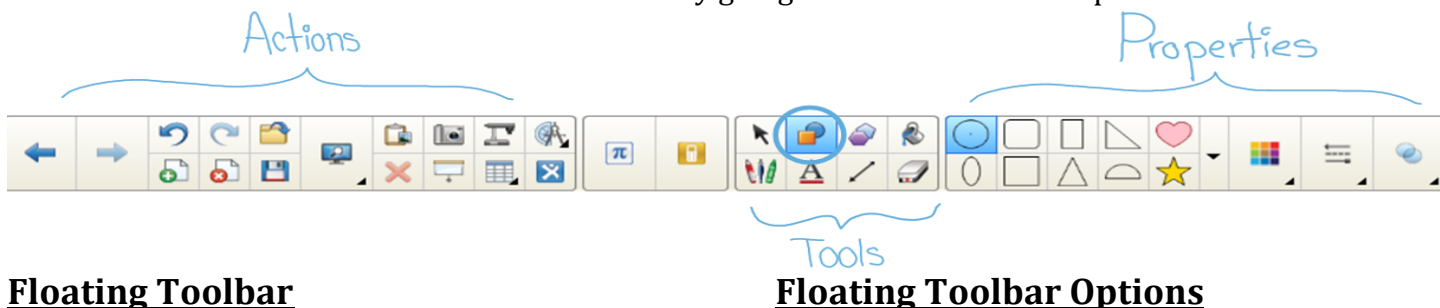 Actions
Properties
π
A
Tools
Floating Toolbar
Floating Toolbar Options